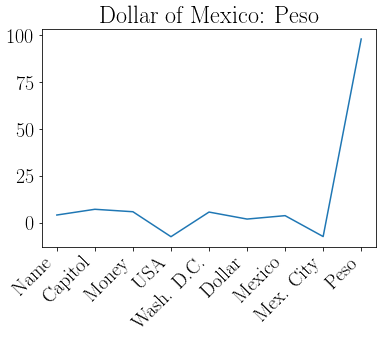 Dollar of Mexico: Peso
100
75
50
25
0
Name
Capitol
Money
USA
Wash. D.C.
Dollar
Mexico
Mex. City
Peso